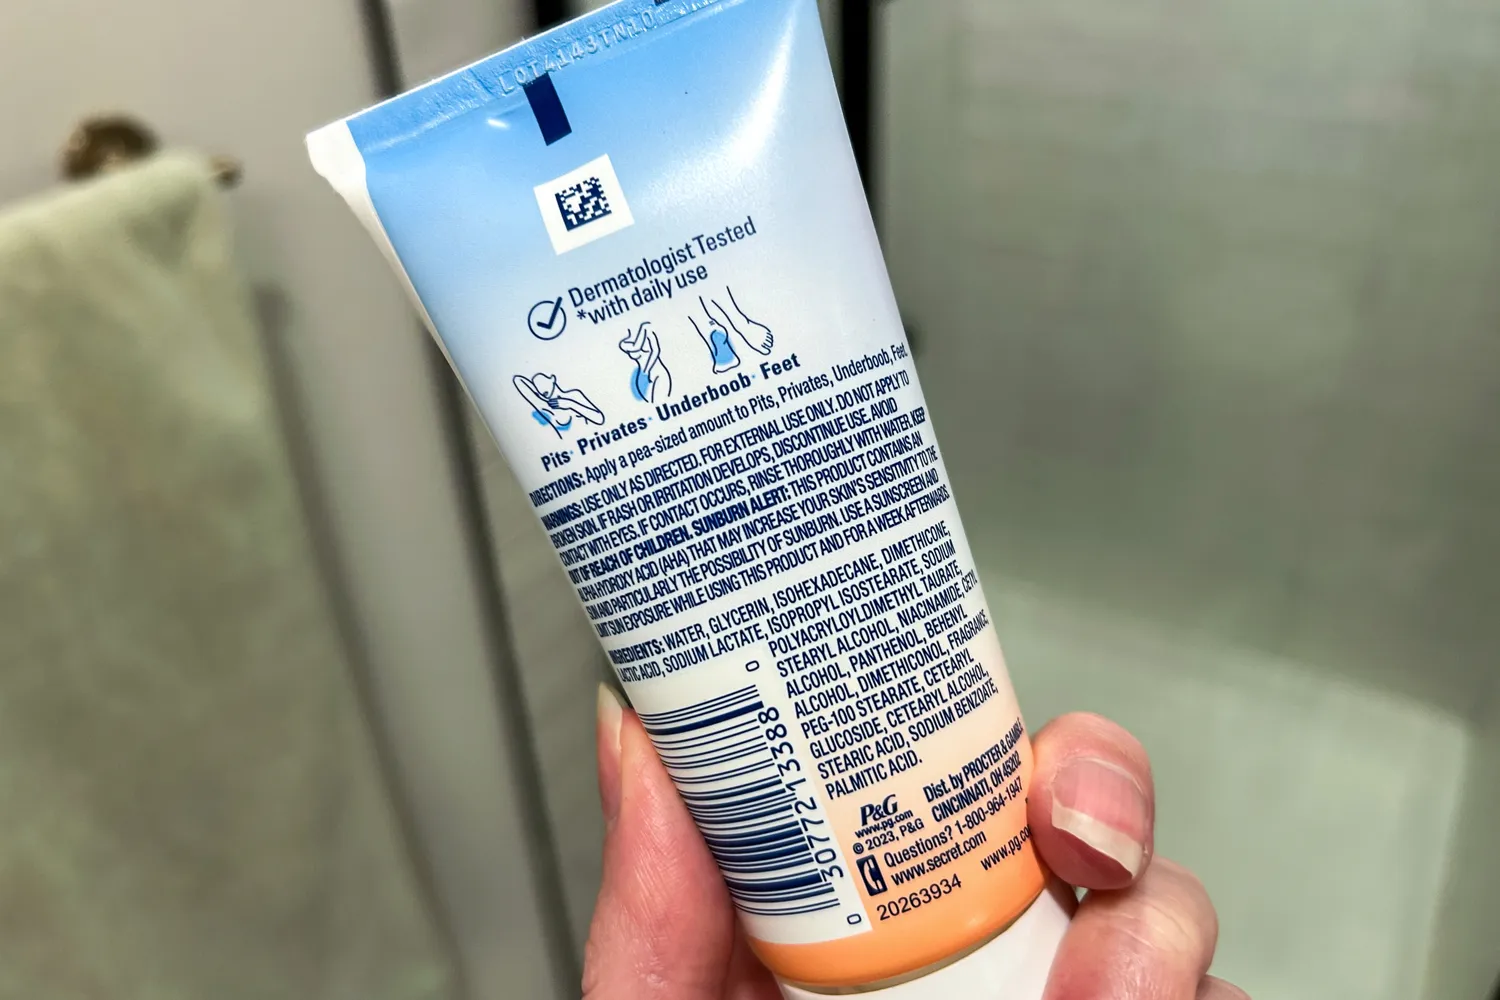 LOT4143TN10
Dermatologist Tested
*with daily use
Pits· Privates· Underboob· Feet
DIRECTIONS: Apply a pea-sized amount to Pits, Privates, Underboob, Feet.
WARNINGS: USE ONLY AS DIRECTED. FOR EXTERNAL USE ONLY. DO NOT APPLY TO
BROKEN SKIN. IF RASH OR IRRITATION DEVELOPS, DISCONTINUE USE. AVOID
CONTACT WITH EYES. IF CONTACT OCCURS, RINSE THOROUGHLY WITH WATER. KEEP
OUT OF REACH OF CHILDREN. SUNBURN ALERT: THIS PRODUCT CONTAINS AN
ALPHA HYDROXY ACID (AHA) THAT MAY INCREASE YOUR SKIN'S SENSITIVITY TO THE
SUN AND PARTICULARLY THE POSSIBILITY OF SUNBURN. USE A SUNSCREEN AND
LIMIT SUN EXPOSURE WHILE USING THIS PRODUCT AND FOR A WEEK AFTERWARDS.
INGREDIENTS: WATER, GLYCERIN, ISOHEXADECANE, DIMETHICONE,
LACTIC ACID, SODIUM LACTATE, ISOPROPYL ISOSTEARATE, SODIUM
POLYACRYLOYLDIMETHYL TAURATE,
STEARYL ALCOHOL, NIACINAMIDE, CETYL
ALCOHOL, PANTHENOL, BEHENYL
ALCOHOL, DIMETHICONOL, FRAGRANCE,
PEG-100 STEARATE, CETEARYL
GLUCOSIDE, CETEARYL ALCOHOL,
STEARIC ACID, SODIUM BENZOATE,
PALMITIC ACID.
0 30772 13388 0
P&G
www.pg.com
© 2023, P&G
Dist. by PROCTER & GAMBLE
CINCINNATI, OH 45202
Questions? 1-800-964-1947
www.secret.com
www.pg.co
20263934